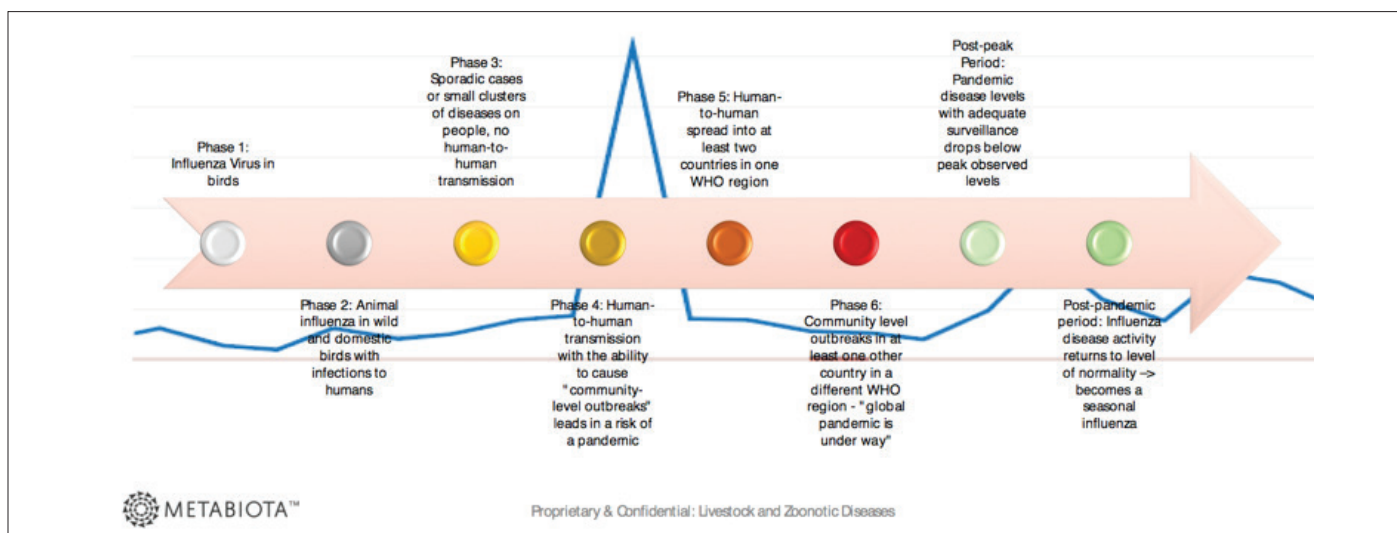 Phase 1:
Influenza Virus in
birds
Phase 2: Animal
influenza in wild
and domestic
birds with
infections to
humans
Phase 3:
Sporadic cases
or small clusters
of diseases on
people, no
human-to-
human
transmission
Phase 4: Human-
to-human
transmission
with the ability
to cause
"community-
level outbreaks"
leads in a risk of
a pandemic
Phase 5: Human-
to-human
spread into at
least two
countries in one
WHO region
Phase 6:
Community level
outbreaks in at
least one other
country in a
different WHO
region - "global
pandemic is
under way"
Post-peak
Period:
Pandemic
disease levels
with adequate
surveillance
drops below
peak observed
levels
Post-pandemic
period: Influenza
disease activity
returns to level
of normality –>
becomes a
seasonal
influenza
METABIOTA™
Proprietary & Confidential: Livestock and Zoonotic Diseases